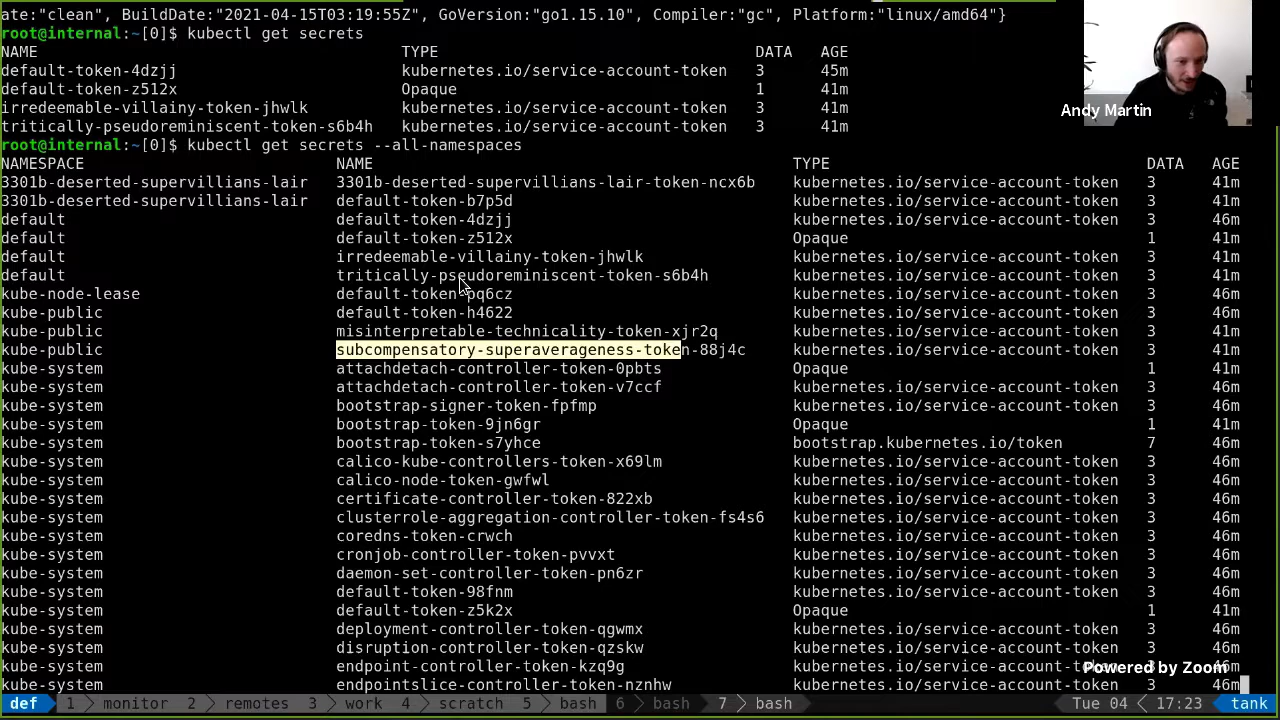 ate:"clean", BuildDate:"2021-04-15T03:19:55Z", GoVersion:"go1.15.10", Compiler:"gc", Platform:"linux/amd64"}
root@internal:~[0]$ kubectl get secrets
NAME TYPE DATA AGE
default-token-4dzjj kubernetes.io/service-account-token 3 45m
default-token-z512x Opaque 1 41m
irredeemable-villainy-token-jhwlk kubernetes.io/service-account-token 3 41m
Andy Martin
tritically-pseudoreminiscent-token-s6b4h kubernetes.io/service-account-token 3 41m
root@internal:~[0]$ kubectl get secrets --all-namespaces
NAMESPACE NAME TYPE DATA AGE
3301b-deserted-supervillians-lair 3301b-deserted-supervillians-lair-token-ncx6b kubernetes.io/service-account-token 3 41m
3301b-deserted-supervillians-lair default-token-b7p5d kubernetes.io/service-account-token 3 41m
default default-token-4dzjj kubernetes.io/service-account-token 3 46m
default default-token-z512x Opaque 1 41m
default irredeemable-villainy-token-jhwlk kubernetes.io/service-account-token 3 41m
default tritically-pseudoreminiscent-token-s6b4h kubernetes.io/service-account-token 3 41m
kube-node-lease default-token-pq6cz kubernetes.io/service-account-token 3 46m
kube-public default-token-h4622 kubernetes.io/service-account-token 3 46m
kube-public misinterpretable-technicality-token-xjr2q kubernetes.io/service-account-token 3 41m
kube-public subcompensatory-superaverageness-token-88j4c kubernetes.io/service-account-token 3 41m
kube-system attachdetach-controller-token-0pbts Opaque 1 41m
kube-system attachdetach-controller-token-v7ccf kubernetes.io/service-account-token 3 46m
kube-system bootstrap-signer-token-fpfmp kubernetes.io/service-account-token 3 46m
kube-system bootstrap-token-9jn6gr Opaque 1 41m
kube-system bootstrap-token-s7yhce bootstrap.kubernetes.io/token 7 46m
kube-system calico-kube-controllers-token-x69lm kubernetes.io/service-account-token 3 46m
kube-system calico-node-token-gwfwl kubernetes.io/service-account-token 3 46m
kube-system certificate-controller-token-822xb kubernetes.io/service-account-token 3 46m
kube-system clusterrole-aggregation-controller-token-fs4s6 kubernetes.io/service-account-token 3 46m
kube-system coredns-token-crwch kubernetes.io/service-account-token 3 46m
kube-system cronjob-controller-token-pvvxt kubernetes.io/service-account-token 3 46m
kube-system daemon-set-controller-token-pn6zr kubernetes.io/service-account-token 3 46m
kube-system default-token-98fnm kubernetes.io/service-account-token 3 46m
kube-system default-token-z5k2x Opaque 1 41m
kube-system deployment-controller-token-qgwmx kubernetes.io/service-account-token 3 46m
kube-system disruption-controller-token-qzskw kubernetes.io/service-account-token 3 46m
kube-system endpoint-controller-token-kzq9g kubernetes.io/service-account-token 3 46m
Powered by Zoom
kube-system endpointslice-controller-token-nznhw kubernetes.io/service-account-token 3 46m
def 1 monitor 2 remotes 3 work 4 scratch 5 bash 6 bash 7 bash Tue 04 17:23 tank